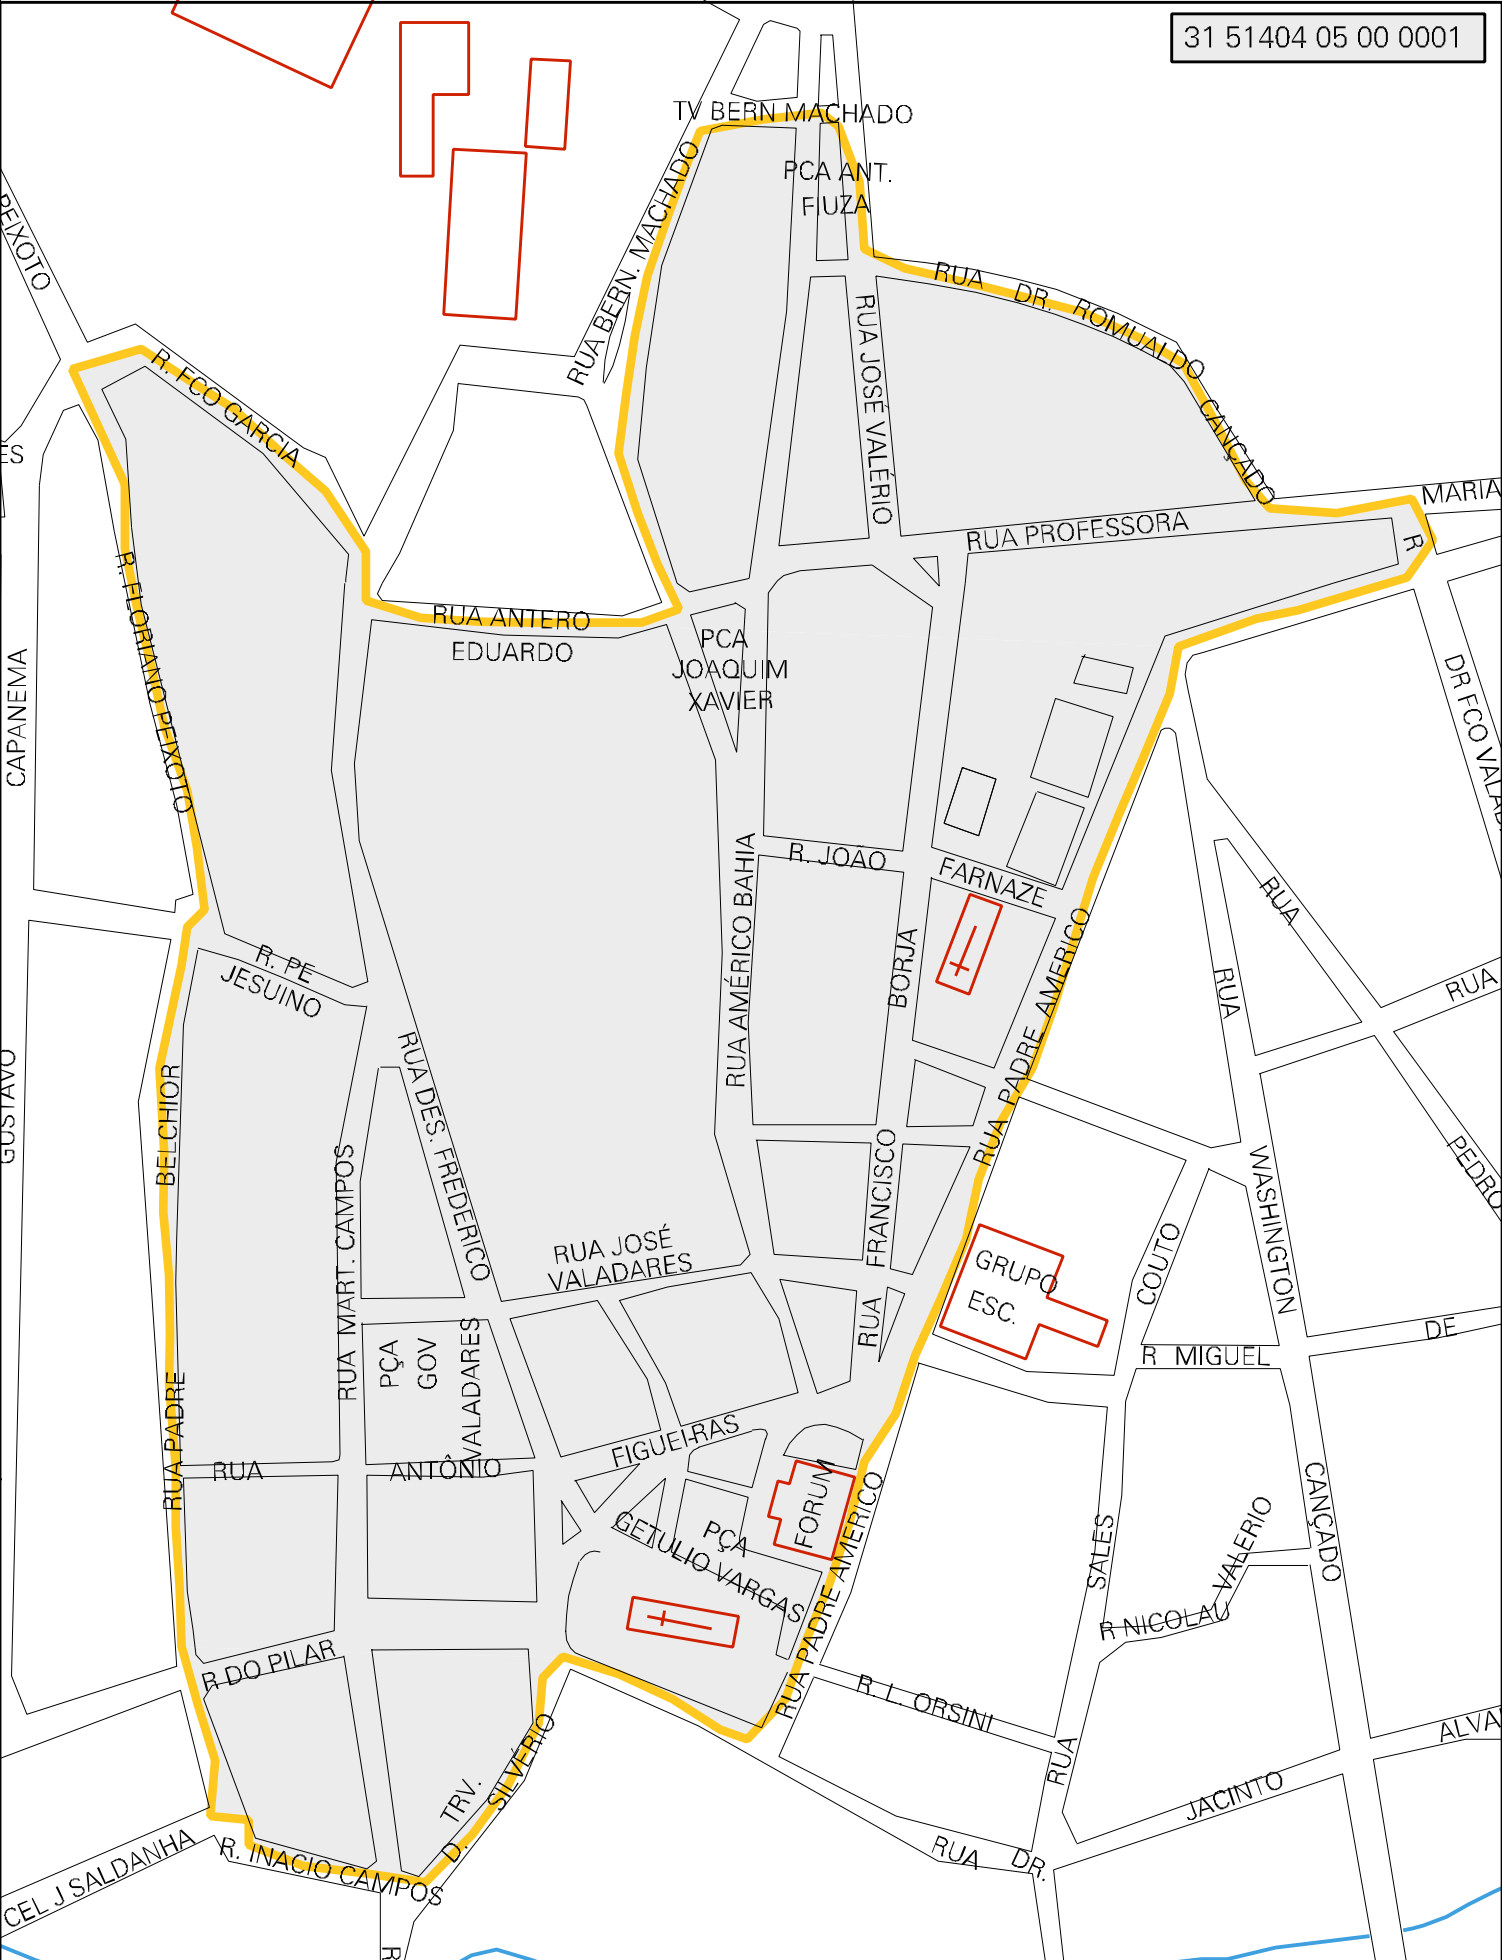 31 51404 05 00 0001
TV BERN MACHADO
PCA ANT.
FIUZA
RUA BERN. MACHADO
PEIXOTO
RUA DR. ROMUALDO CANÇADO
RUA JOSÉ VALÉRIO
R. FCO GARCIA
ES
MARIA
RUA PROFESSORA
R
R. FLORIANO PEIXOTO
RUA ANTERO
EDUARDO
PCA
JOAQUIM
XAVIER
CAPANEMA
DR FCO VALAD
R. JOÃO
FARNAZE
RUA AMÉRICO BAHIA
BORJA
RUA PADRE AMERICO
RUA
RUA
RUA
R. PE
JESUINO
GUSTAVO
BELCHIOR
RUA DES. FREDERICO
RUA MART. CAMPOS
FRANCISCO
RUA
PEDRO
WASHINGTON
COUTO
RUA JOSÉ
VALADARES
GRUPO
ESC.
PÇA
GOV
VALADARES
DE
R MIGUEL
RUA PADRE
FIGUEIRAS
RUA
ANTÔNIO
FORUM
PÇA
GETULIO VARGAS
RUA PADRE AMERICO
CANÇADO
SALES
VALERIO
R NICOLAU
R DO PILAR
R. L. ORSINI
RUA
ALVA
JACINTO
TRV.
D. SILVÉRIO
RUA DR.
R. INACIO CAMPOS
CEL J SALDANHA
R